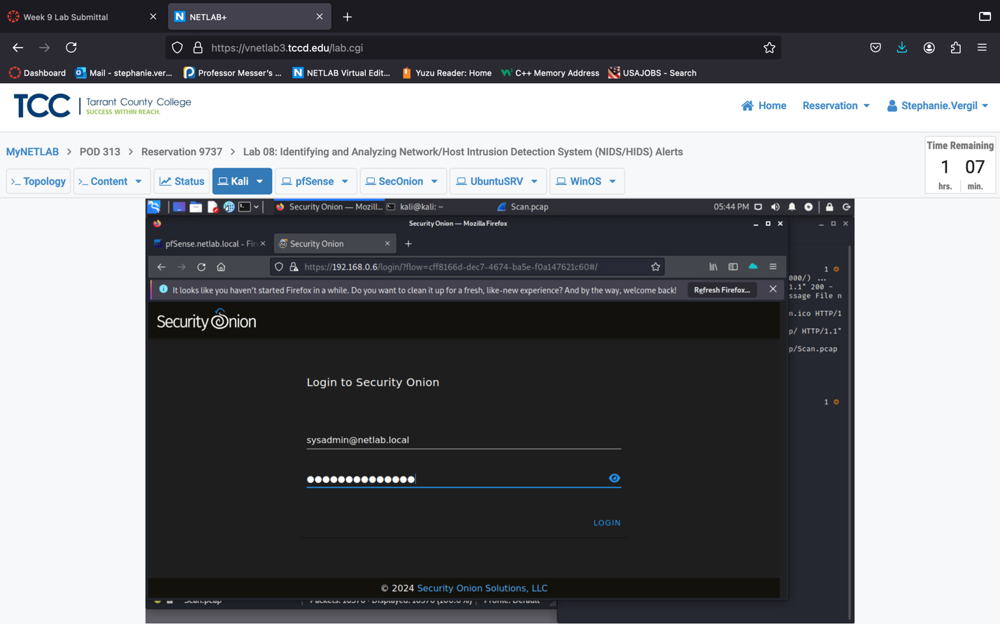 Week 9 Lab Submittal
NETLAB+
https://vnetlab3.tccd.edu/lab.cgi
Dashboard
Mail - stephanie.ver...
Professor Messer's ...
NETLAB Virtual Edit...
Yuzu Reader: Home
C++ Memory Address
USAJOBS - Search
TCC
Tarrant County College
SUCCESS WITHIN REACH.
Home
Reservation
Stephanie.Vergil
MyNETLAB > POD 313 > Reservation 9737 > Lab 08: Identifying and Analyzing Network/Host Intrusion Detection System (NIDS/HIDS) Alerts
Time Remaining
1 07
hrs. min.
Topology
Content
Status
Kali
pfSense
SecOnion
UbuntuSRV
WinOS
Security Onion — Mozill...
kali@kali: ~
Scan.pcap
05:44 PM
Security Onion — Mozilla Firefox
pfSense.netlab.local - Fir
Security Onion
https://192.168.0.6/login/?flow=cff8166d-dec7-4674-ba5e-f0a147621c60#/
It looks like you haven't started Firefox in a while. Do you want to clean it up for a fresh, like-new experience? And by the way, welcome back!
Refresh Firefox...
1
000/) ...
1.1" 200 -
ssage File n
n.ico HTTP/1
p/ HTTP/1.1"
p/Scan.pcap
1
Security Onion
Login to Security Onion
sysadmin@netlab.local
LOGIN
© 2024 Security Onion Solutions, LLC
Scan.pcap
Profile: Default